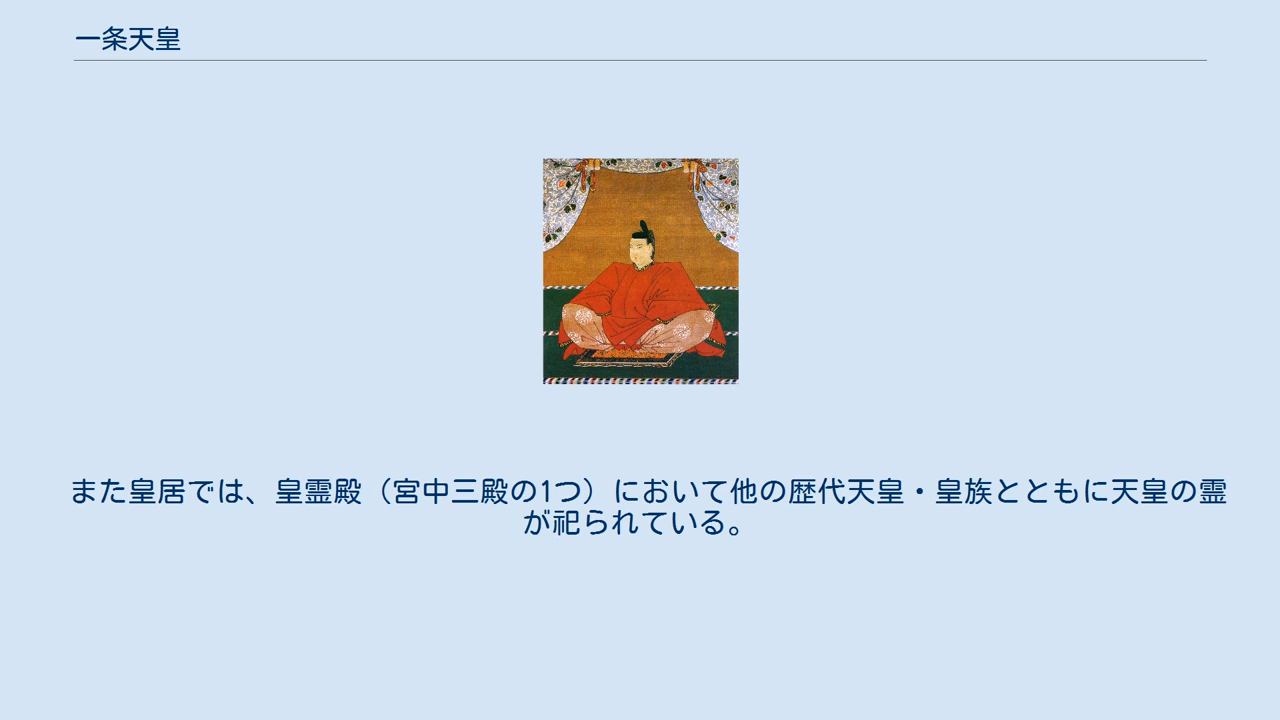 一条天皇
また皇居では、皇霊殿（宮中三殿の1つ）において他の歴代天皇・皇族とともに天皇の霊
が祀られている。